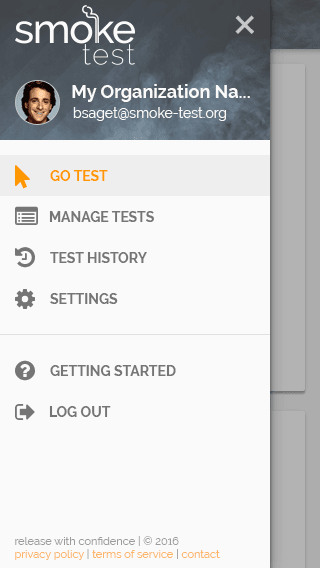 smoke
test
My Organization Na...
bsaget@smoke-test.org
GO TEST
MANAGE TESTS
TEST HISTORY
SETTINGS
GETTING STARTED
LOG OUT
release with confidence | © 2016
privacy policy | terms of service | contact